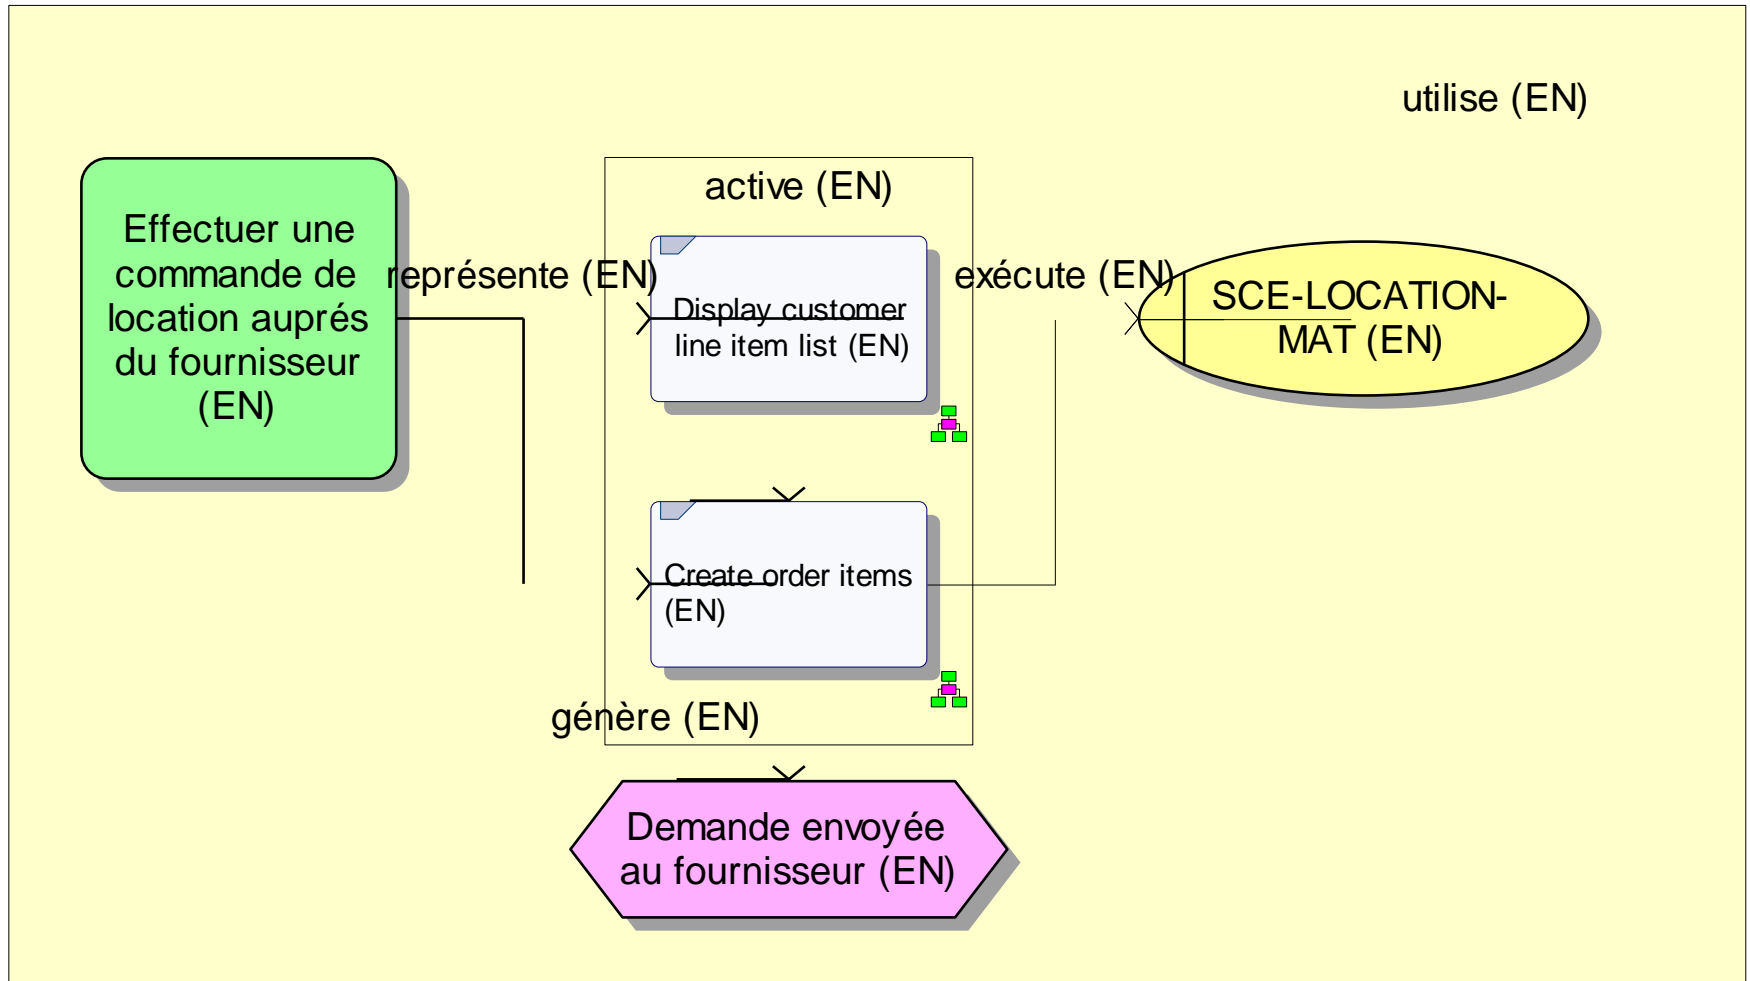 utilise (EN)
active (EN)
Effectuer une
commande de
location auprés
du fournisseur
(EN)
représente (EN)
Display customer
line item list (EN)
exécute (EN)
SCE-LOCATION-
MAT (EN)
Create order items
(EN)
génère (EN)
Demande envoyée
au fournisseur (EN)